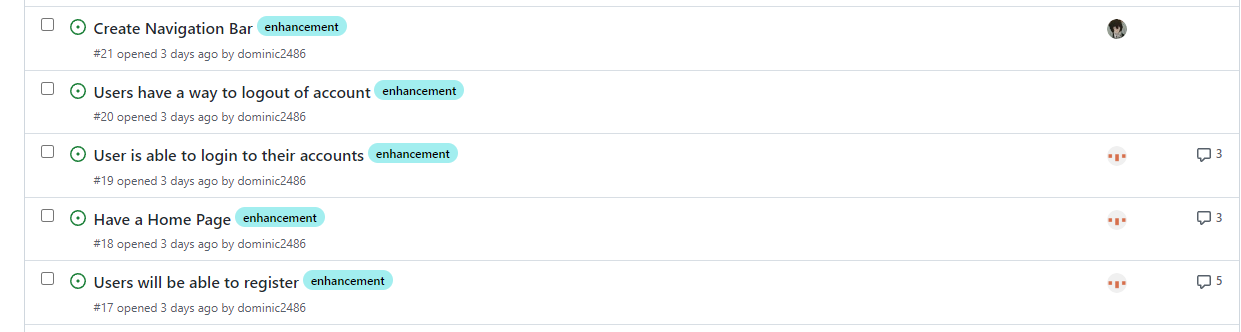 Create Navigation Bar enhancement
#21 opened 3 days ago by dominic2486
Users have a way to logout of account enhancement
#20 opened 3 days ago by dominic2486
User is able to login to their accounts enhancement 3
#19 opened 3 days ago by dominic2486
Have a Home Page enhancement 3
#18 opened 3 days ago by dominic2486
Users will be able to register enhancement 5
#17 opened 3 days ago by dominic2486